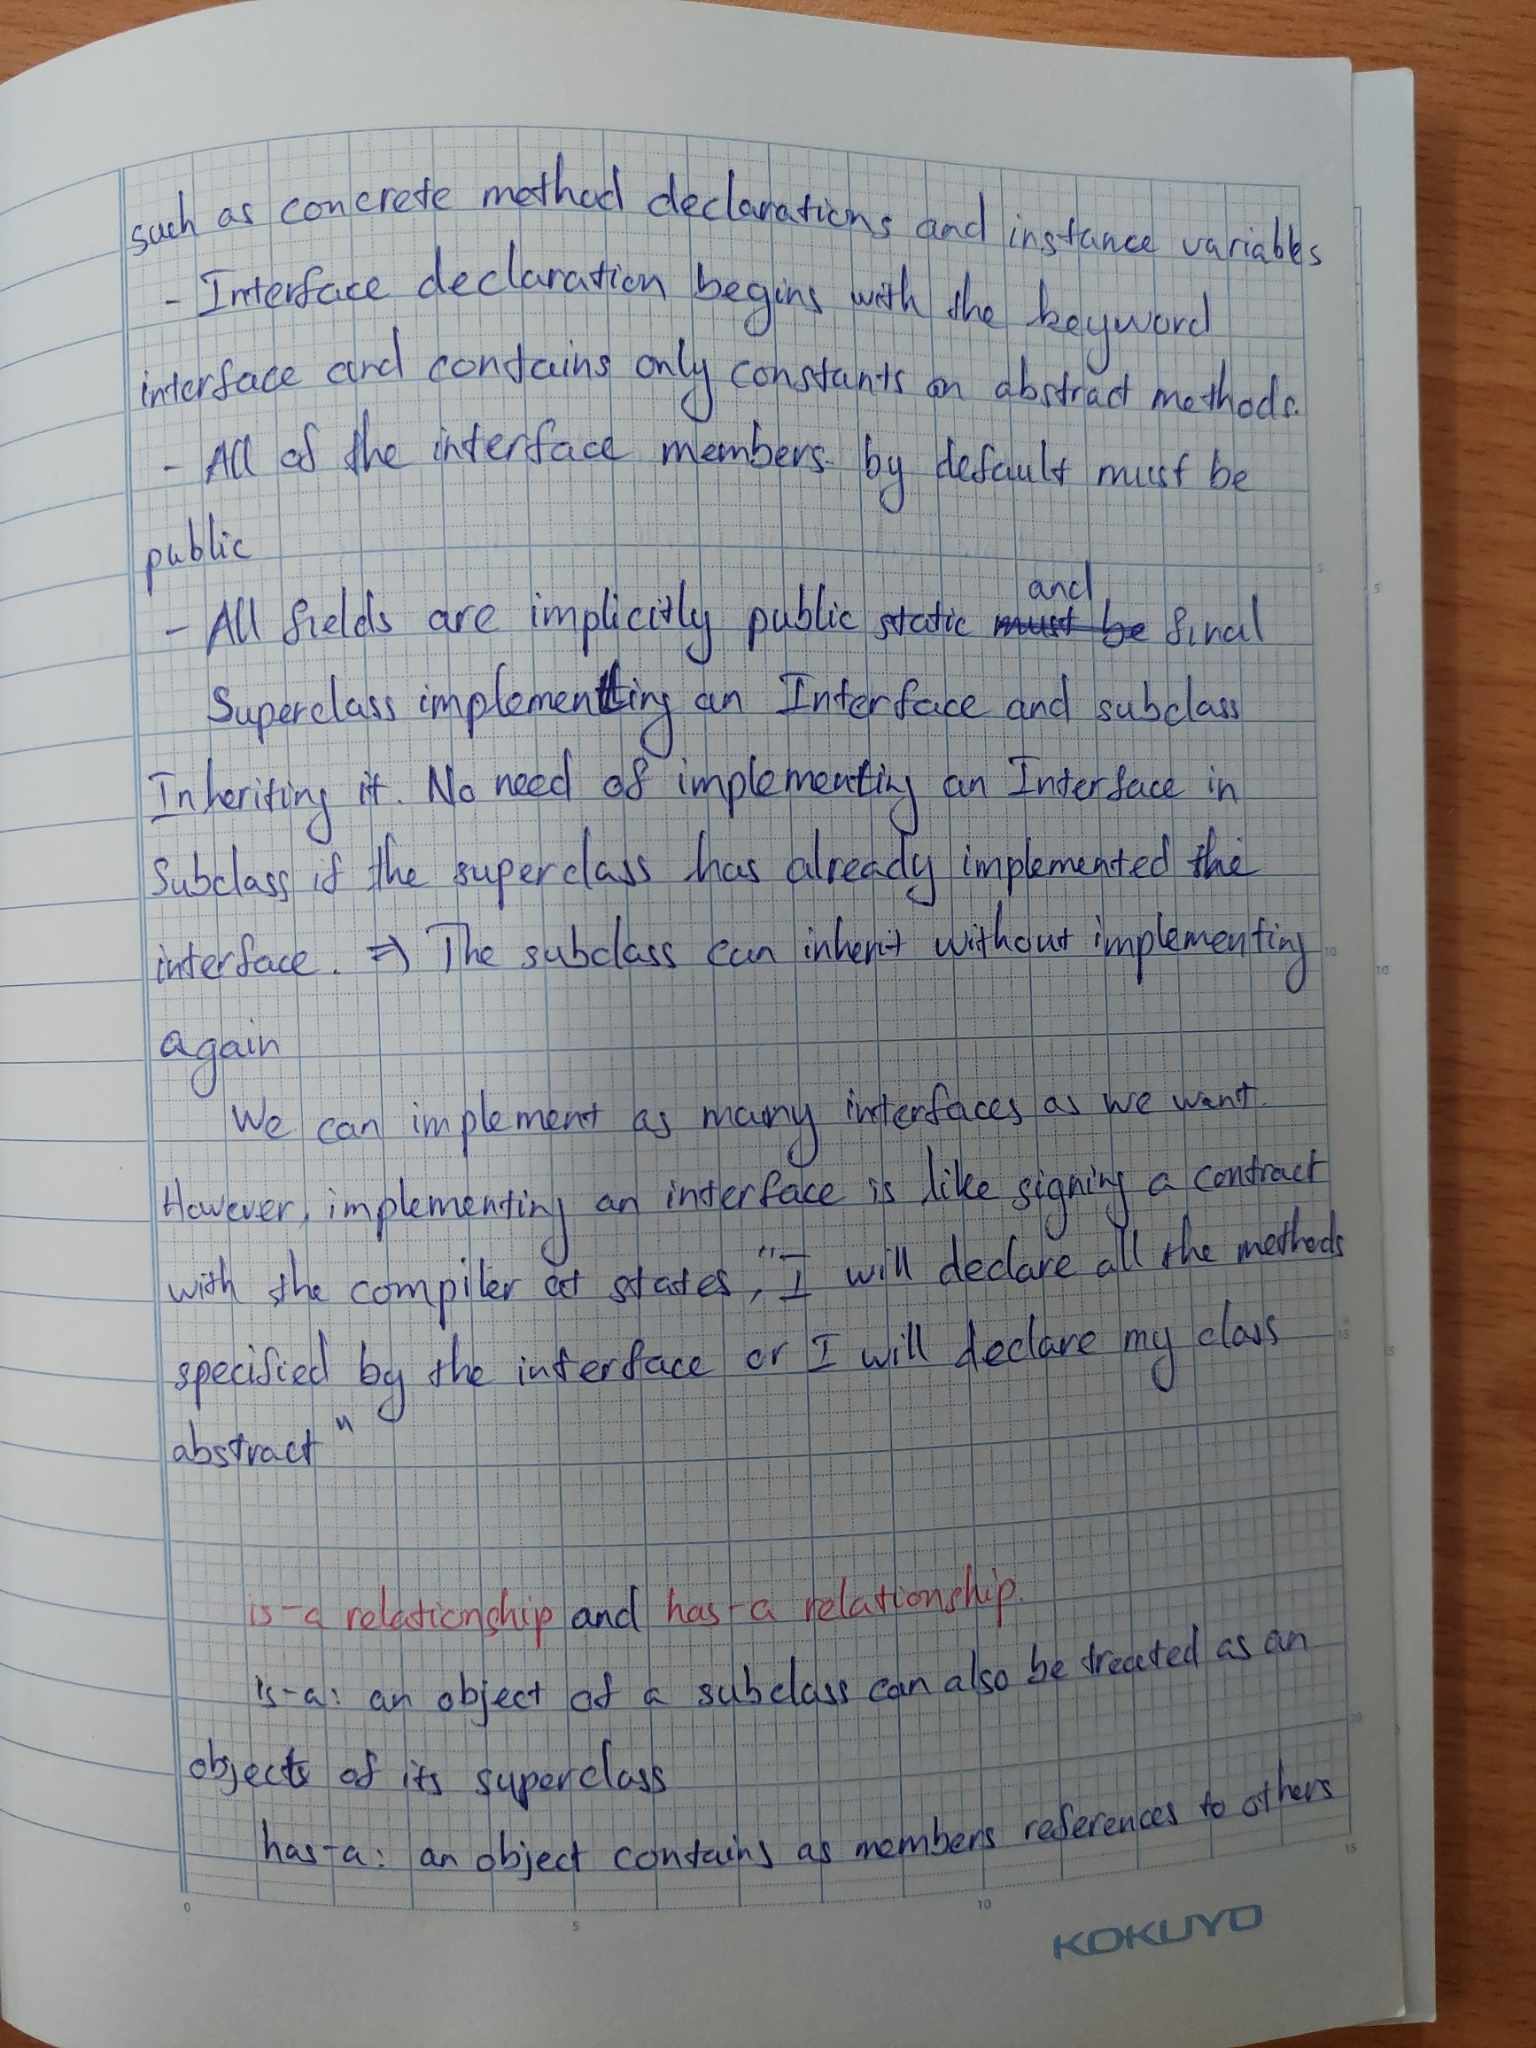 such as concrete method declarations and instance variables
- Interface declaration begins with the keyword
interface and contains only constants on abstract methods.
- All of the interface members by default must be
public
and
- All fields are implicitly public static must be final
Superclass implementing an Interface and subclass
Inheriting it. No need of implementing an Interface in
Subclass if the superclass has already implemented the
interface. => The subclass can inherit without implementing
again
We can implement as many interfaces as we want.
However, implementing an interface is like signing a contract
with the compiler at states, "I will declare all the methods
specified by the interface or I will declare my class
abstract"
is-a relationship and has-a relationship.
is-a: an object of a subclass can also be treated as an
objects of its superclass
has-a: an object contains as members references to others
5
10
15
20
0 5 10 15
KOKUYO
5
10
15